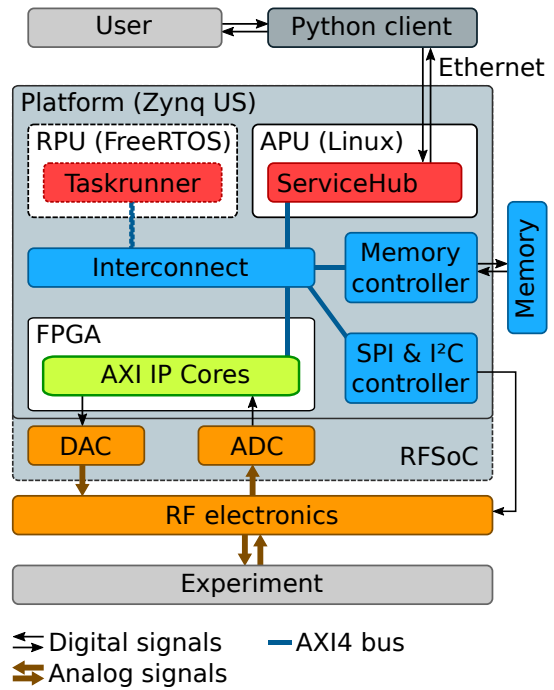 User
Python client
Ethernet
Platform (Zynq US)
RPU (FreeRTOS)
APU (Linux)
Taskrunner
ServiceHub
Interconnect
Memory
controller
Memory
FPGA
AXI IP Cores
SPI & I²C
controller
DAC
ADC
RFSoC
RF electronics
Experiment
Digital signals
AXI4 bus
Analog signals